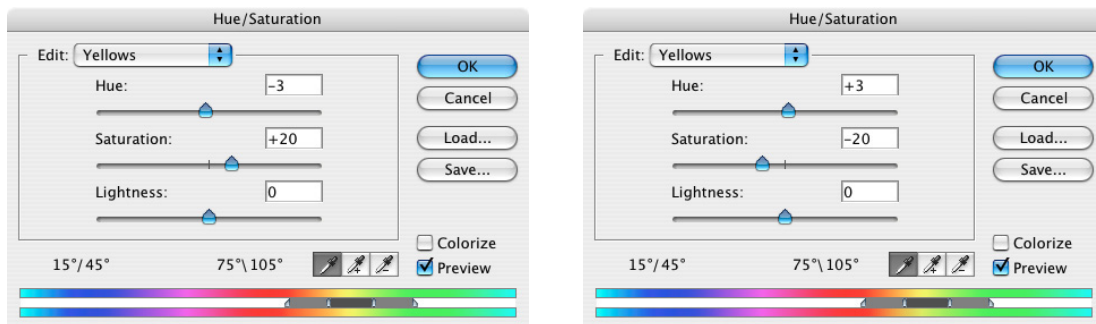 Hue/Saturation
Edit: Yellows
Hue: -3
Saturation: +20
Lightness: 0
OK
Cancel
Load...
Save...
Colorize
Preview
15°/45° 75°\105°
Hue/Saturation
Edit: Yellows
Hue: +3
Saturation: -20
Lightness: 0
OK
Cancel
Load...
Save...
Colorize
Preview
15°/45° 75°\105°